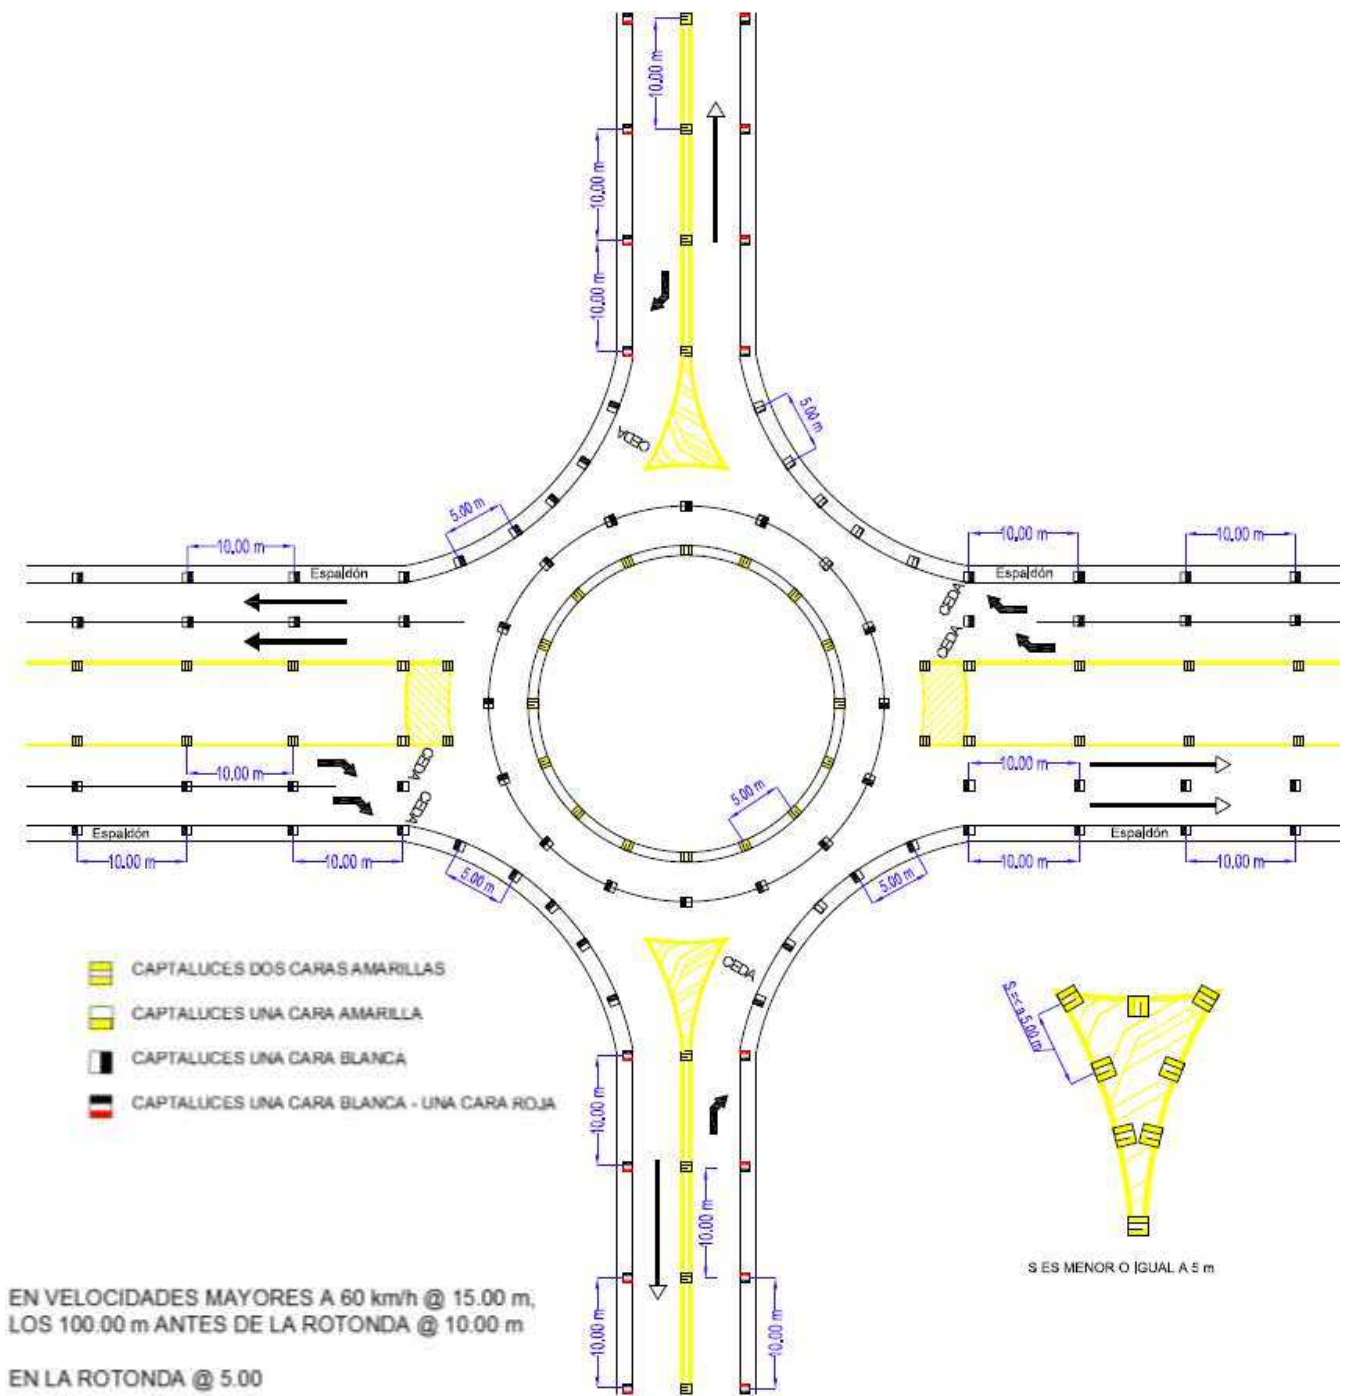 10.00 m
10.00 m
10.00 m
CEDA
5.00 m
5.00 m
10.00 m
10.00 m
10.00 m
Espaldón
Espaldón
CEDA
CEDA
10.00 m
CEDA
CEDA
5.00 m
10.00 m
Espaldón
Espaldón
10.00 m
10.00 m
10.00 m
10.00 m
5.00 m
5.00 m
CEDA
CAPTALUCES DOS CARAS AMARILLAS
CAPTALUCES UNA CARA AMARILLA
CAPTALUCES UNA CARA BLANCA
CAPTALUCES UNA CARA BLANCA - UNA CARA ROJA
S =< a 5.00 m
10.00 m
10.00 m
10.00 m
10.00 m
S ES MENOR O IGUAL A 5 m
EN VELOCIDADES MAYORES A 60 km/h @ 15.00 m,
LOS 100.00 m ANTES DE LA ROTONDA @ 10.00 m
EN LA ROTONDA @ 5.00